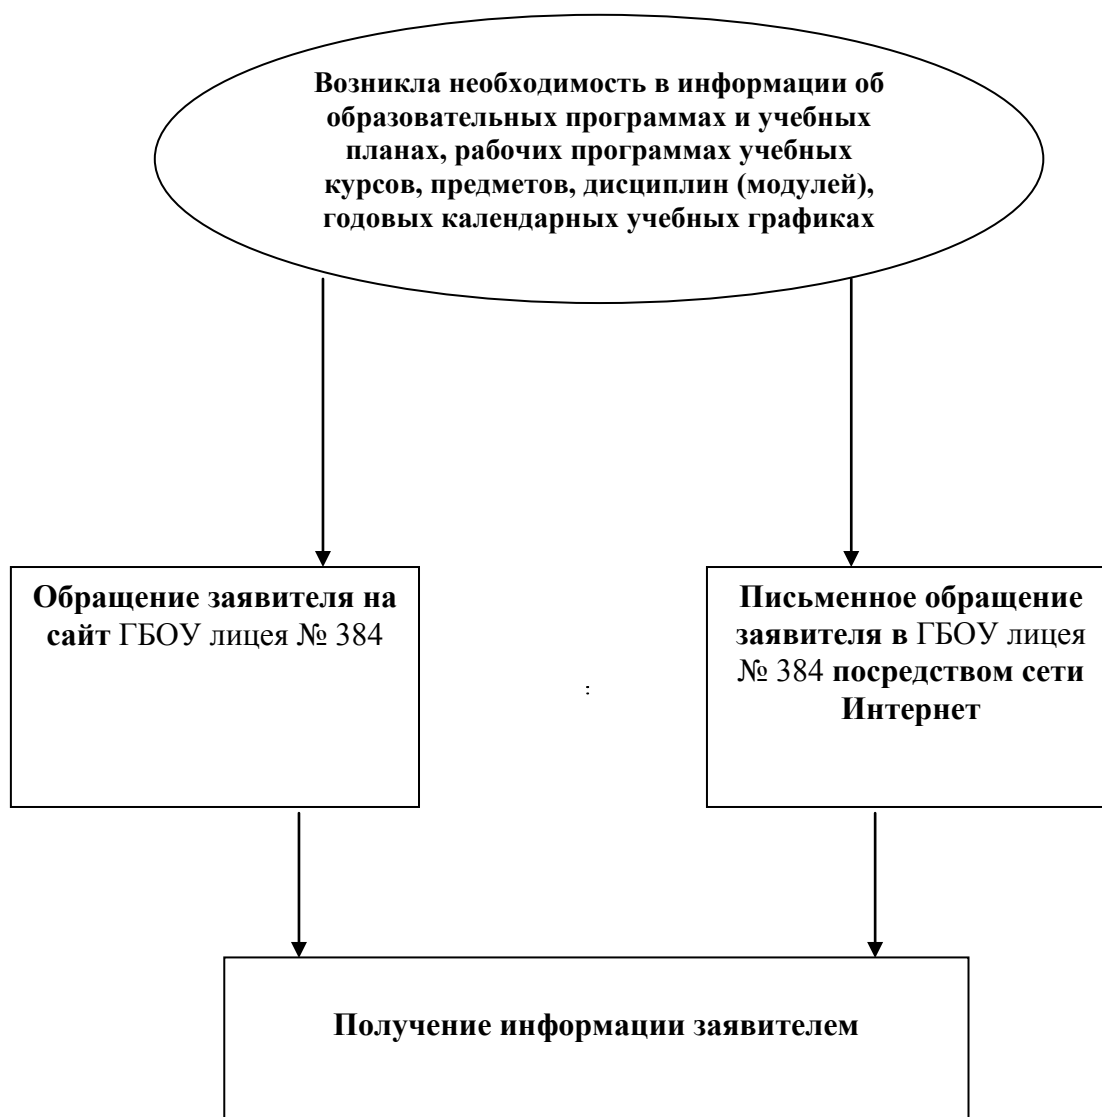 Возникла необходимость в информации об
образовательных программах и учебных
планах, рабочих программах учебных
курсов, предметов, дисциплин (модулей),
годовых календарных учебных графиках
Обращение заявителя на
сайт ГБОУ лицея № 384
Письменное обращение
заявителя в ГБОУ лицея
№ 384 посредством сети
Интернет
:
Получение информации заявителем